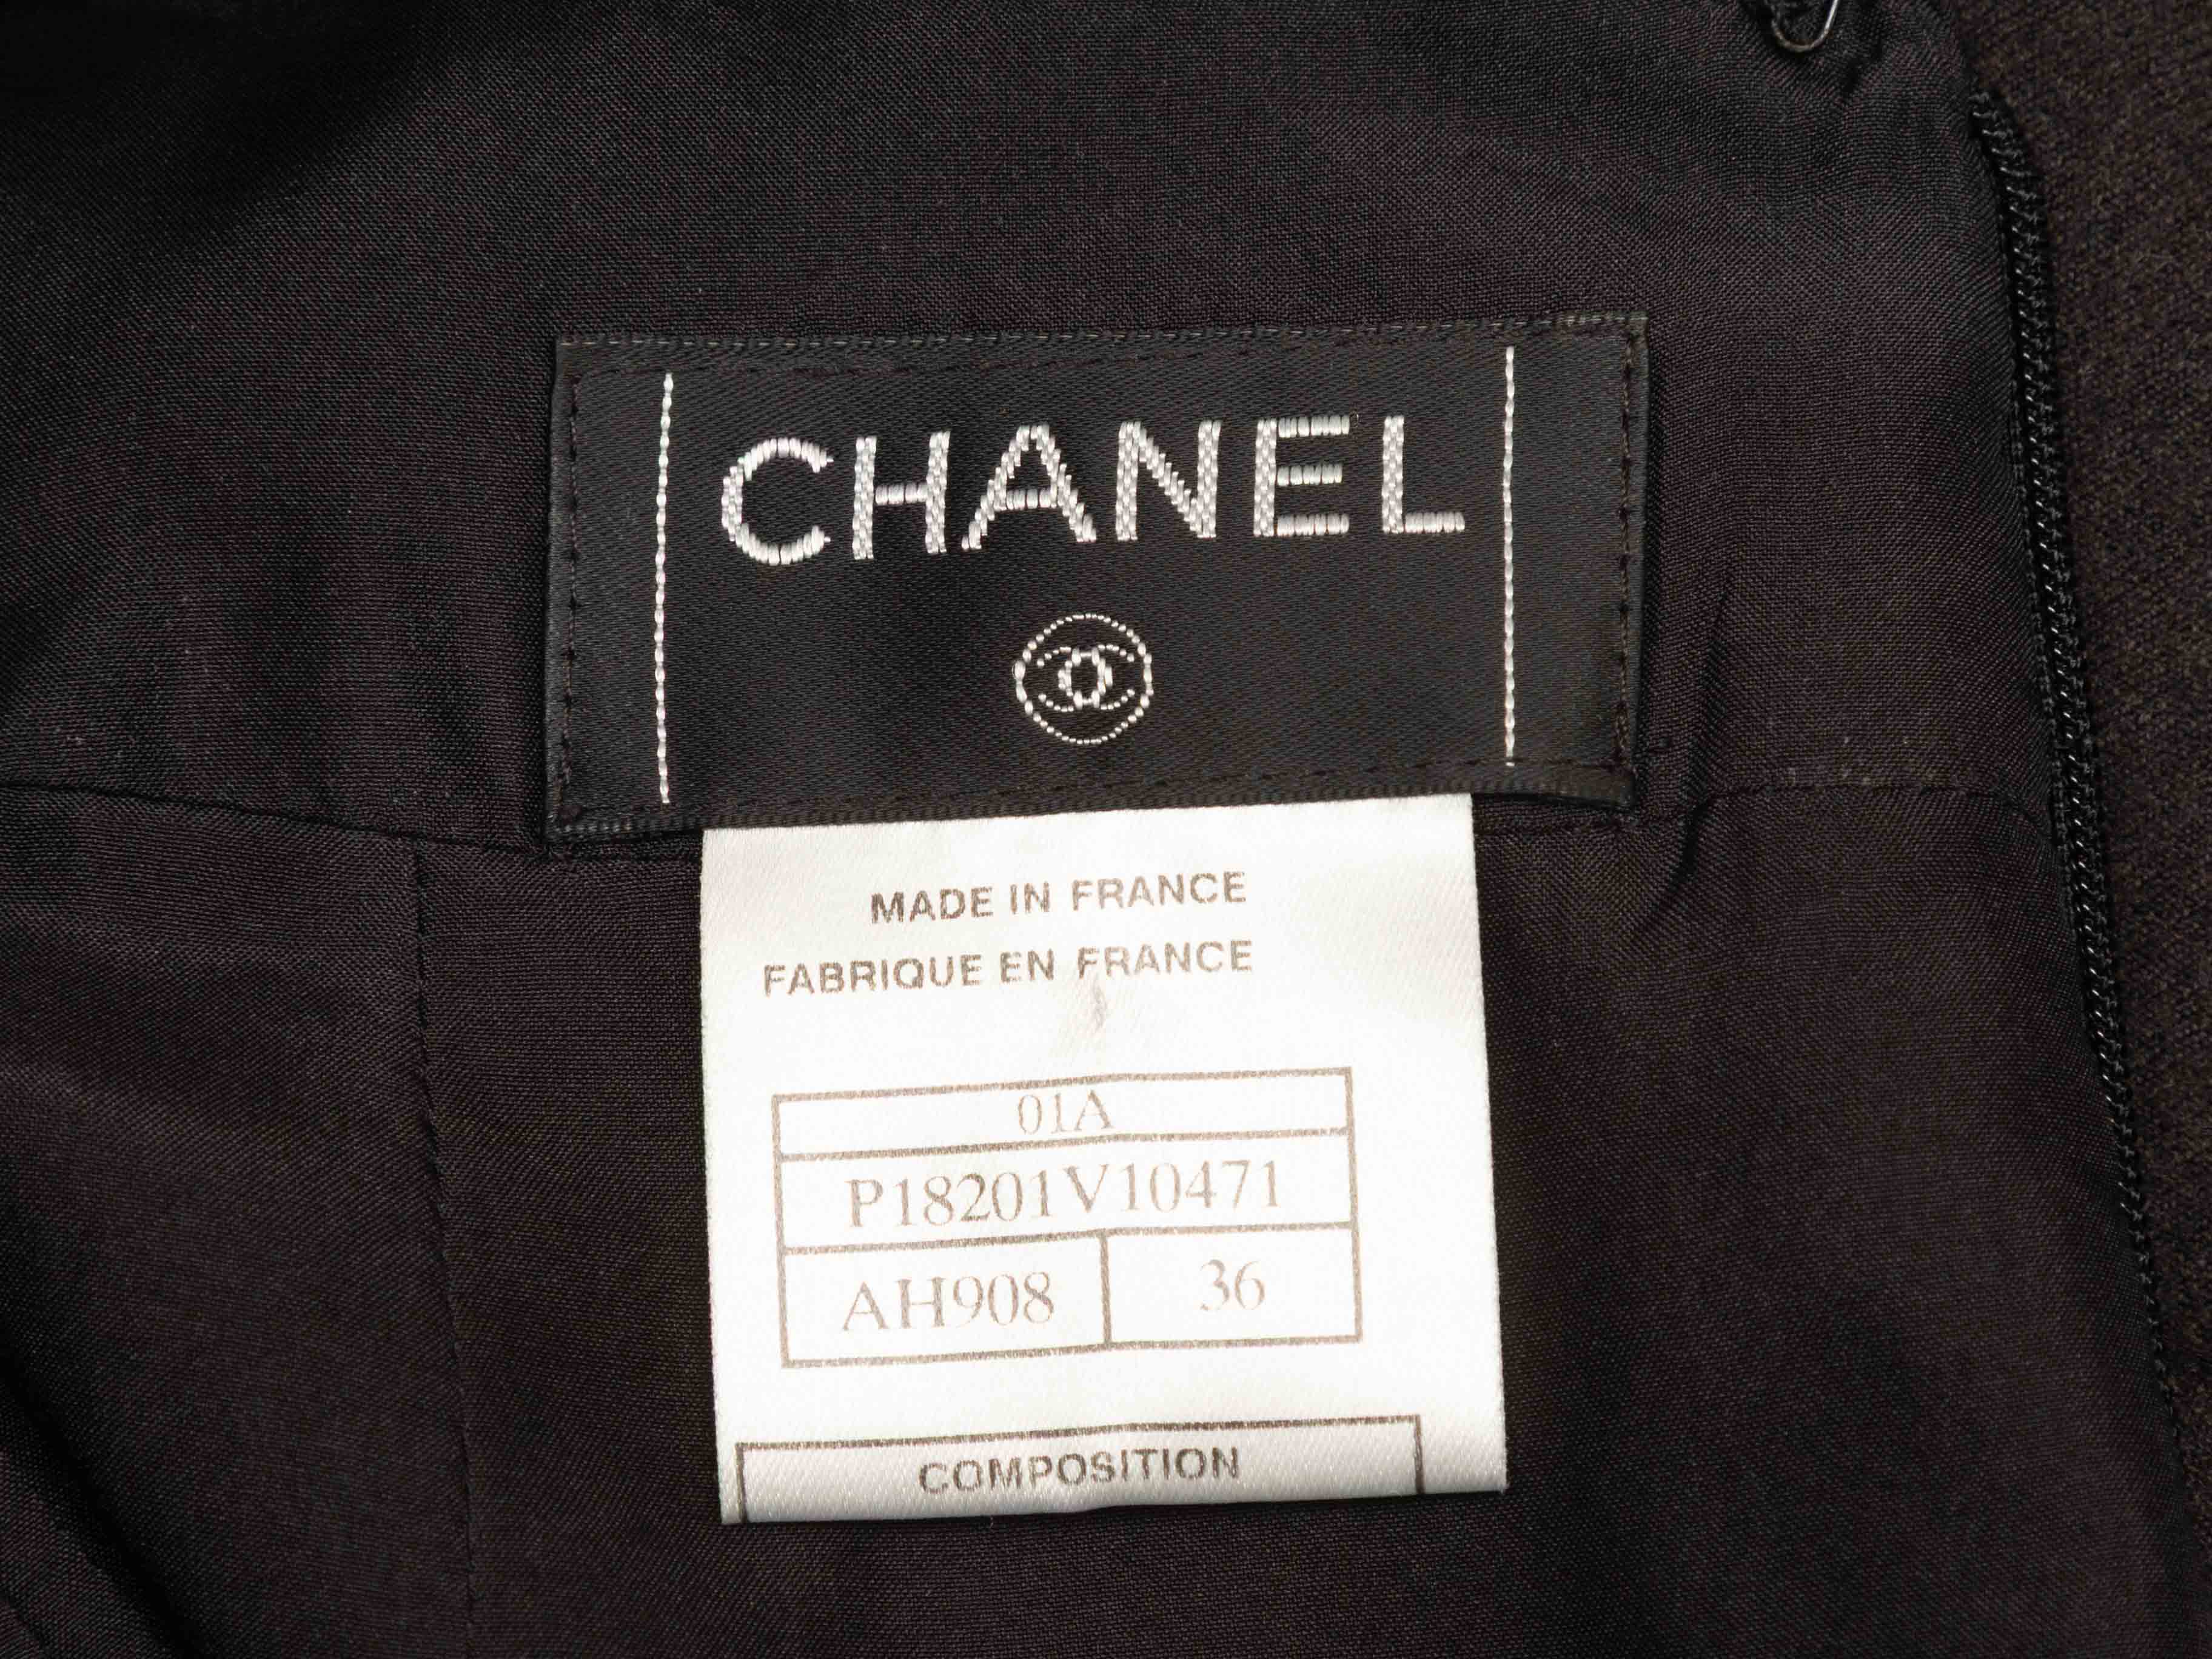 CHANEL
MADE IN FRANCE
FABRIQUE EN FRANCE
01A
P18201V10471
AH908 36
COMPOSITION